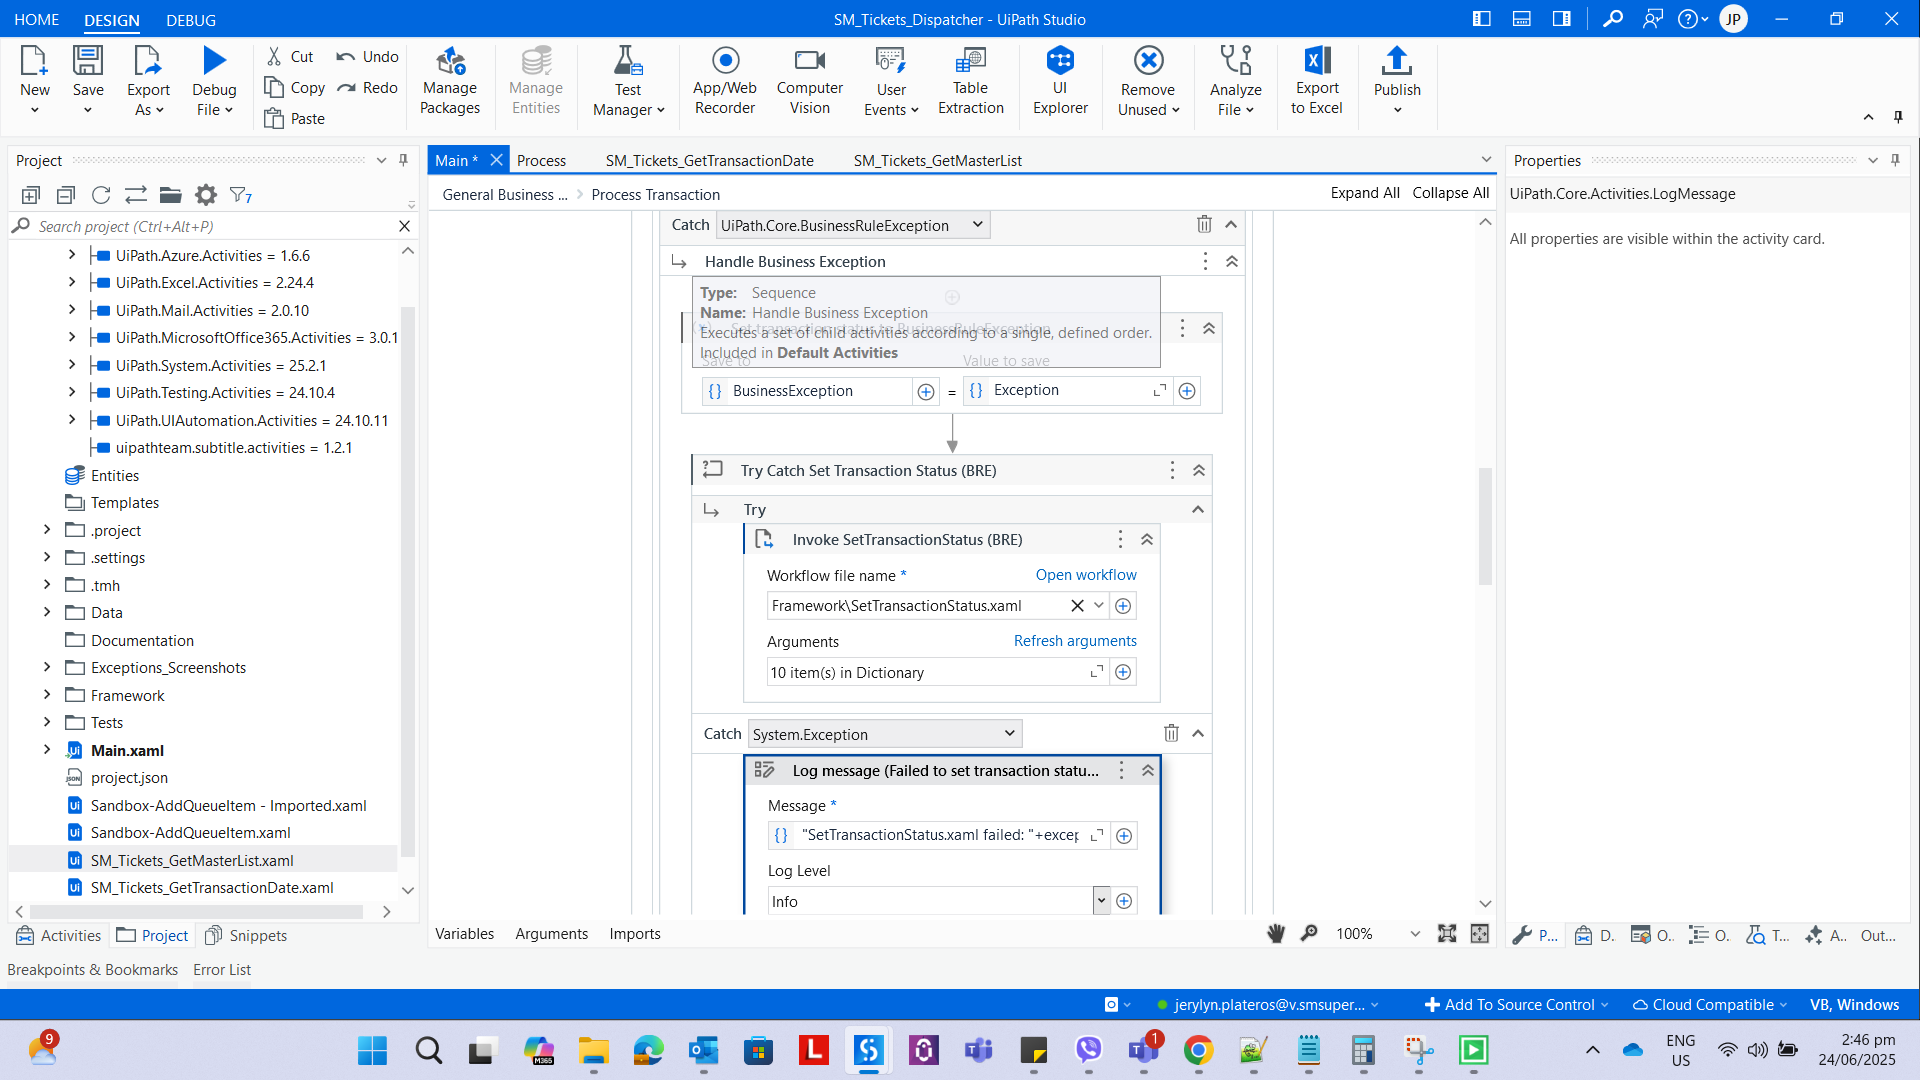 HOME DESIGN DEBUG
SM_Tickets_Dispatcher - UiPath Studio
JP
New
Save
Export As
Debug File
Cut
Copy
Paste
Undo
Redo
Manage Packages
Manage Entities
Test Manager
App/Web Recorder
Computer Vision
User Events
Table Extraction
UI Explorer
Remove Unused
Analyze File
Export to Excel
Publish
Project
7
Search project (Ctrl+Alt+P)
UiPath.Azure.Activities = 1.6.6
UiPath.Excel.Activities = 2.24.4
UiPath.Mail.Activities = 2.0.10
UiPath.MicrosoftOffice365.Activities = 3.0.1
UiPath.System.Activities = 25.2.1
UiPath.Testing.Activities = 24.10.4
UiPath.UIAutomation.Activities = 24.10.11
uipathteam.subtitle.activities = 1.2.1
Entities
Templates
.project
.settings
.tmh
Data
Documentation
Exceptions_Screenshots
Framework
Tests
Main.xaml
project.json
Sandbox-AddQueueItem - Imported.xaml
Sandbox-AddQueueItem.xaml
SM_Tickets_GetMasterList.xaml
SM_Tickets_GetTransactionDate.xaml
Activities Project Snippets
Main * Process SM_Tickets_GetTransactionDate SM_Tickets_GetMasterList
General Business ... > Process Transaction
Expand All Collapse All
Catch UiPath.Core.BusinessRuleException
Handle Business Exception
Type: Sequence
Name: Handle Business Exception
Set transaction status to BusinessRuleException
Executes a set of child activities according to a single, defined order.
Included in Default Activities
Save to Value to save
BusinessException = Exception
Try Catch Set Transaction Status (BRE)
Try
Invoke SetTransactionStatus (BRE)
Workflow file name * Open workflow
Framework\SetTransactionStatus.xaml
Arguments Refresh arguments
10 item(s) in Dictionary
Catch System.Exception
Log message (Failed to set transaction statu...
Message *
"SetTransactionStatus.xaml failed: "+excep
Log Level
Info
Variables Arguments Imports
100%
Properties
UiPath.Core.Activities.LogMessage
All properties are visible within the activity card.
P... D. O.. O.. T... A.. Out...
Breakpoints & Bookmarks Error List
jerylyn.plateros@v.smsuper...
Add To Source Control
Cloud Compatible
VB, Windows
9
M365
L
1
ENG
US
2:46 pm
24/06/2025